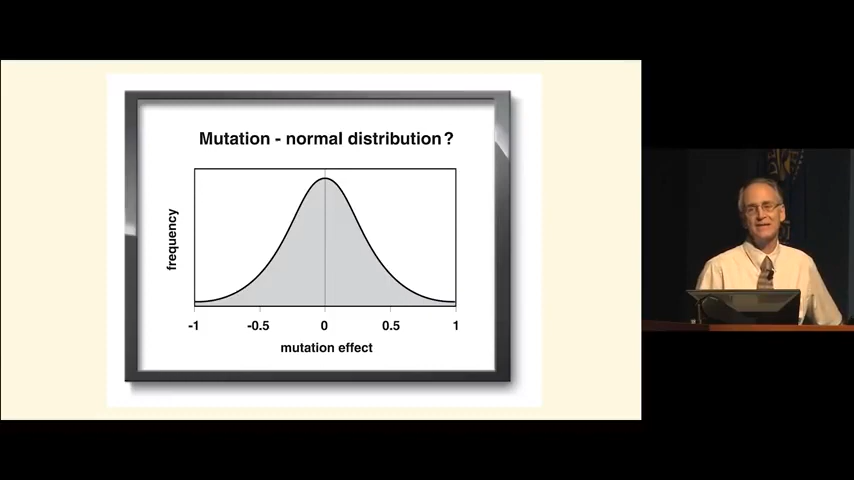 Mutation - normal distribution?
frequency
-1 -0.5 0 0.5 1
mutation effect